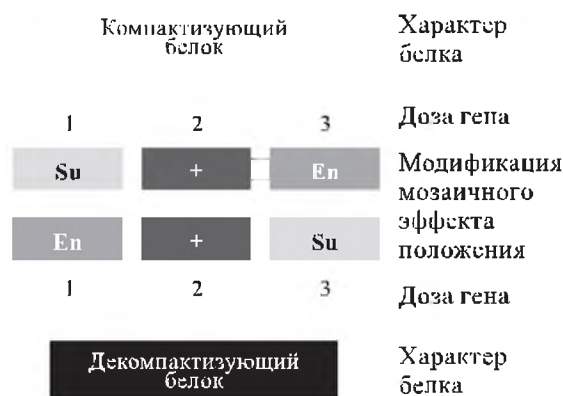 Компактизующий
белок
Характер
белка
1 2 3 Доза гена
Su + En Модификация
мозаичного
эффекта
положения
En + Su
1 2 3 Доза гена
Декомпактизующий
белок
Характер
белка